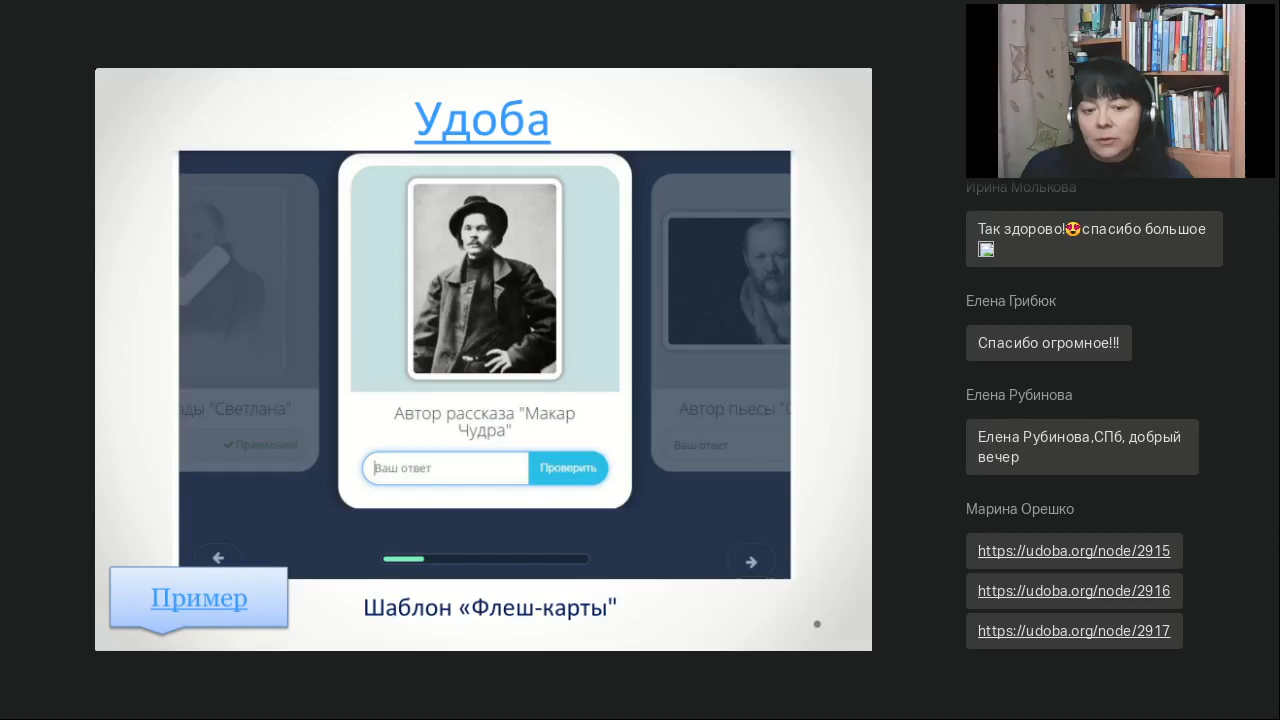 Удоба
ады "Светлана"
Правильно!
Автор рассказа "Макар
Чудра"
Ваш ответ
Проверить
Автор пьесы "
Ваш ответ
Пример
Шаблон «Флеш-карты"
Ирина Молькова
Так здорово!😍спасибо большое
Елена Грибюк
Спасибо огромное!!!
Елена Рубинова
Елена Рубинова,СПб, добрый
вечер
Марина Орешко
https://udoba.org/node/2915
https://udoba.org/node/2916
https://udoba.org/node/2917